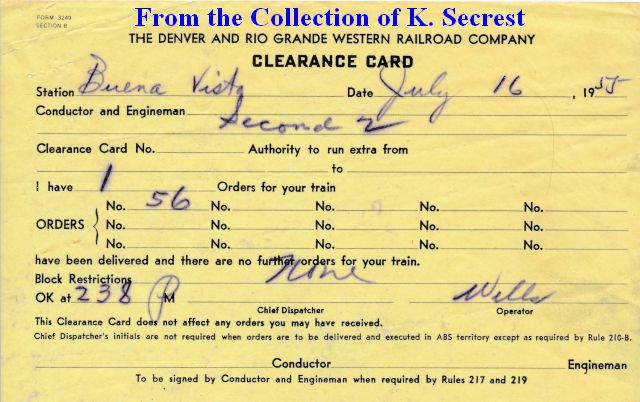 From the Collection of K. Secrest
FORM 3240
SECTION B
THE DENVER AND RIO GRANDE WESTERN RAILROAD COMPANY
CLEARANCE CARD
Station Buena Vista Date July 16, 1955
Conductor and Engineman Second 2
Clearance Card No. Authority to run extra from
to
I have 1 Orders for your train
No. 56 No. No. No. No.
ORDERS No. No. No. No. No.
No. No. No. No. No.
have been delivered and there are no further orders for your train.
Block Restrictions None
OK at 238 P M Wells
Chief Dispatcher Operator
This Clearance Card does not affect any orders you may have received.
Chief Dispatcher's initials are not required when orders are to be delivered and executed in ABS territory except as required by Rule 210-B.
Conductor Engineman
To be signed by Conductor and Engineman when required by Rules 217 and 219